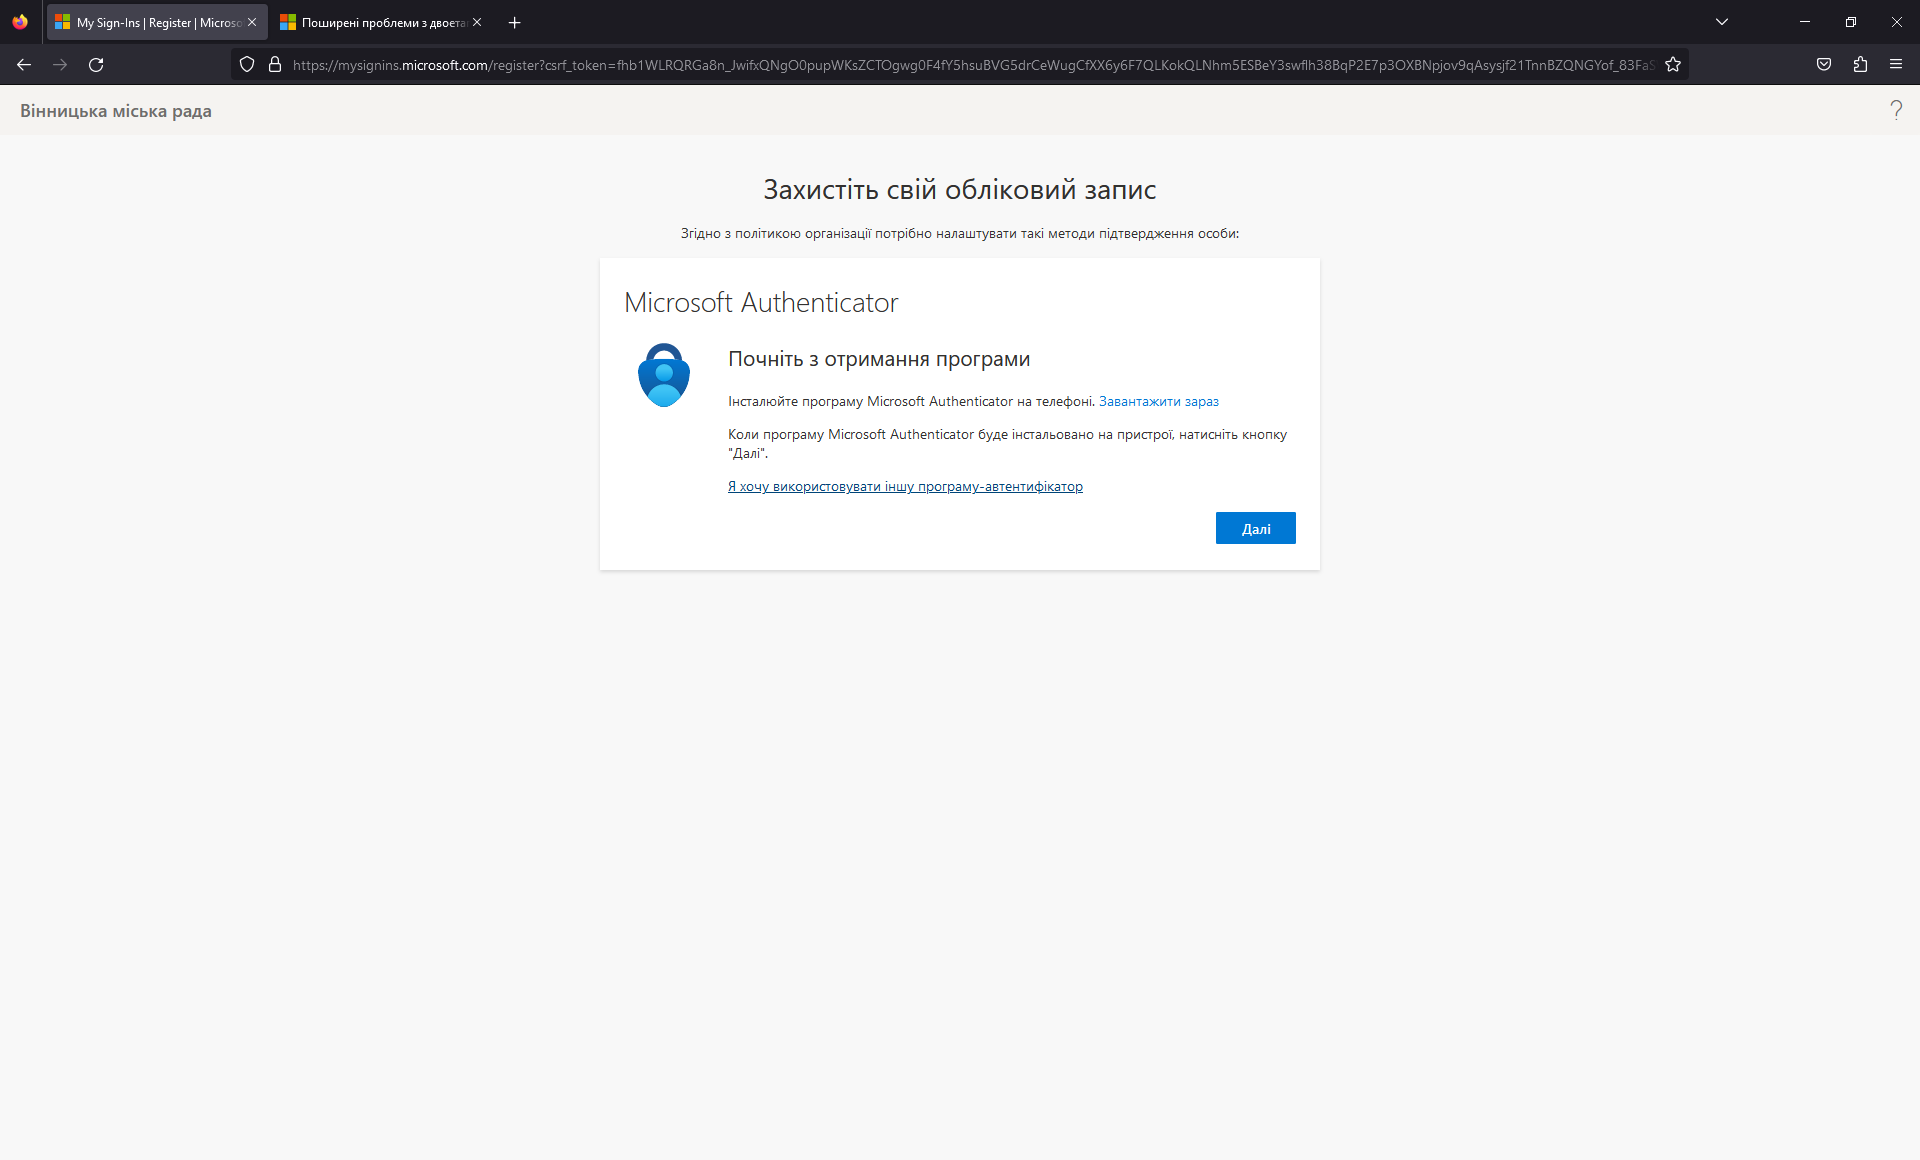 My Sign-Ins | Register | Microso
Поширені проблеми з двоета
https://mysignins.microsoft.com/register?csrf_token=fhb1WLRQRGa8n_JwifxQNgO0pupWKsZCTOgwg0F4fY5hsuBVG5drCeWugCfXX6y6F7QLKokQLNhm5ESBeY3swflh38BqP2E7p3OXBNpjov9qAsysjf21TnnBZQNGYof_83FaS
Вінницька міська рада
Захистіть свій обліковий запис
Згідно з політикою організації потрібно налаштувати такі методи підтвердження особи:
Microsoft Authenticator
Почніть з отримання програми
Інсталюйте програму Microsoft Authenticator на телефоні. Завантажити зараз
Коли програму Microsoft Authenticator буде інстальовано на пристрої, натисніть кнопку
"Далі".
Я хочу використовувати іншу програму-автентифікатор
Далі